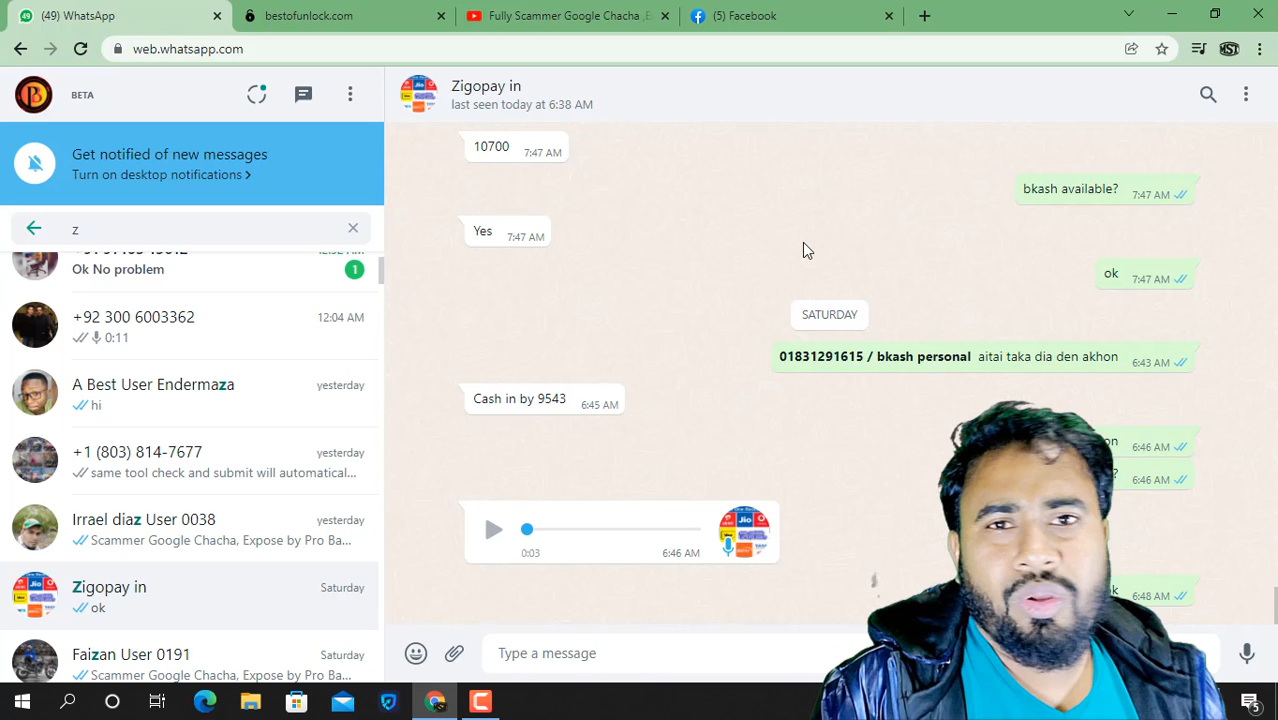 (49) WhatsApp
bestofunlock.com
Fully Scammer Google Chacha ,E
(5) Facebook
web.whatsapp.com
BETA
Zigopay in
last seen today at 6:38 AM
Get notified of new messages
Turn on desktop notifications >
z
12:52 AM
Ok No problem
1
+92 300 6003362
12:04 AM
0:11
A Best User Endermaza
yesterday
hi
+1 (803) 814-7677
yesterday
same tool check and submit will automatical...
Irrael diaz User 0038
yesterday
Scammer Google Chacha, Expose by Pro Ba...
Zigopay in
Saturday
ok
Faizan User 0191
Saturday
Scammer Google Chacha, Expose by Pro Ba...
10700
7:47 AM
bkash available?
7:47 AM
Yes
7:47 AM
ok
7:47 AM
SATURDAY
01831291615 / bkash personal aitai taka dia den akhon
6:43 AM
Cash in by 9543
6:45 AM
6:46 AM
?
6:46 AM
Jio
0:03
6:46 AM
6:48 AM
Type a message
5